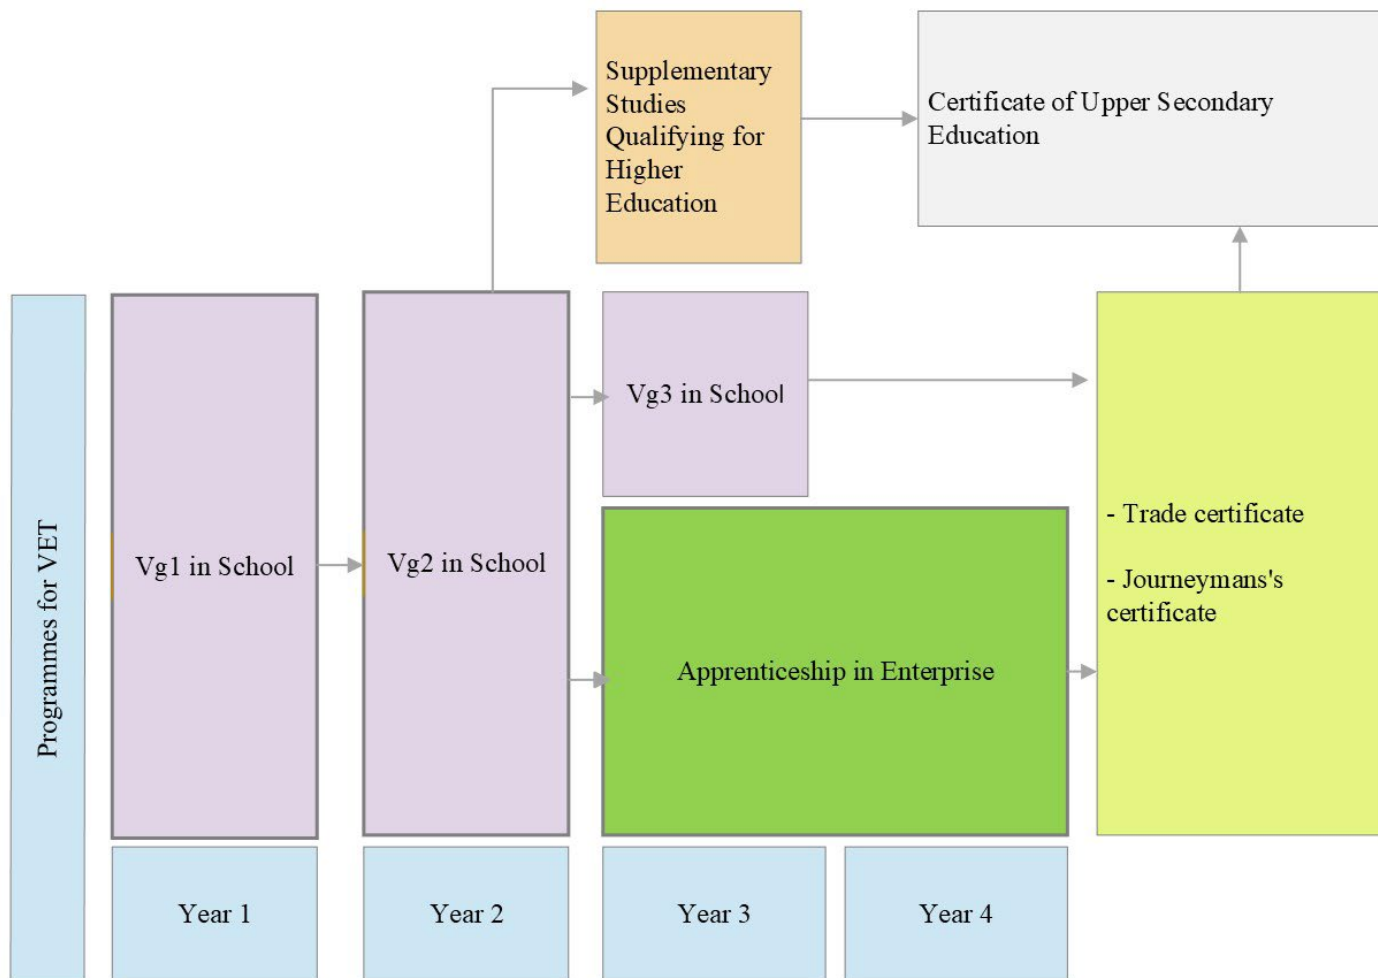 Supplementary
Studies
Qualifying for
Higher
Education
Certificate of Upper Secondary
Education
Programmes for VET
Vg1 in School
Vg2 in School
Vg3 in School
Apprenticeship in Enterprise
- Trade certificate
- Journeymans's
certificate
Year 1
Year 2
Year 3
Year 4